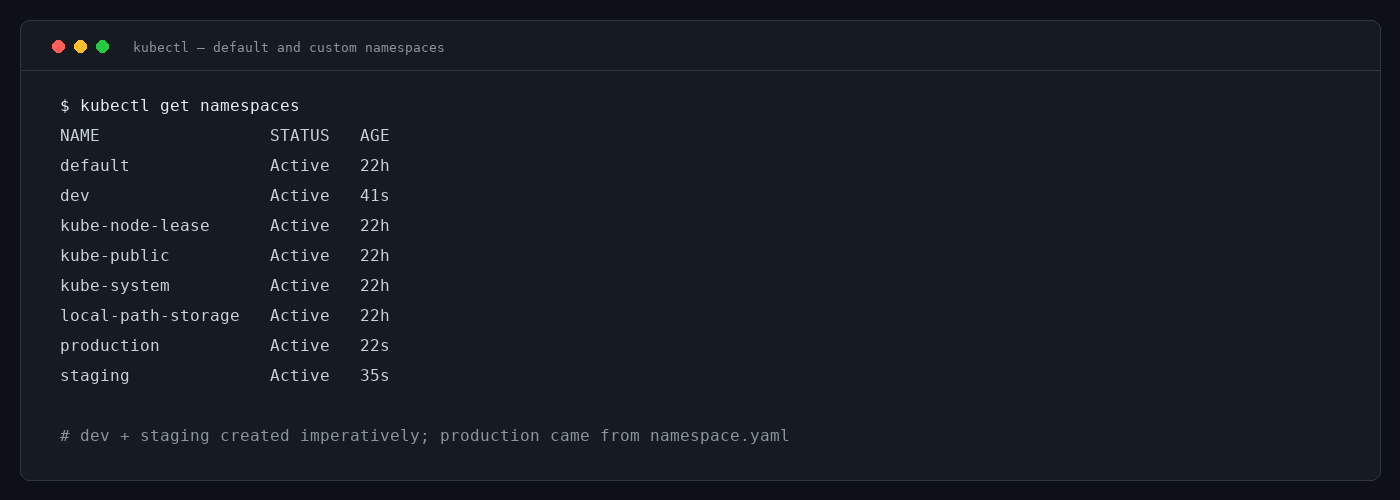 kubectl — default and custom namespaces
$ kubectl get namespaces
NAME                 STATUS   AGE
default              Active   22h
dev                  Active   41s
kube-node-lease      Active   22h
kube-public          Active   22h
kube-system          Active   22h
local-path-storage   Active   22h
production           Active   22s
staging              Active   35s
# dev + staging created imperatively; production came from namespace.yaml